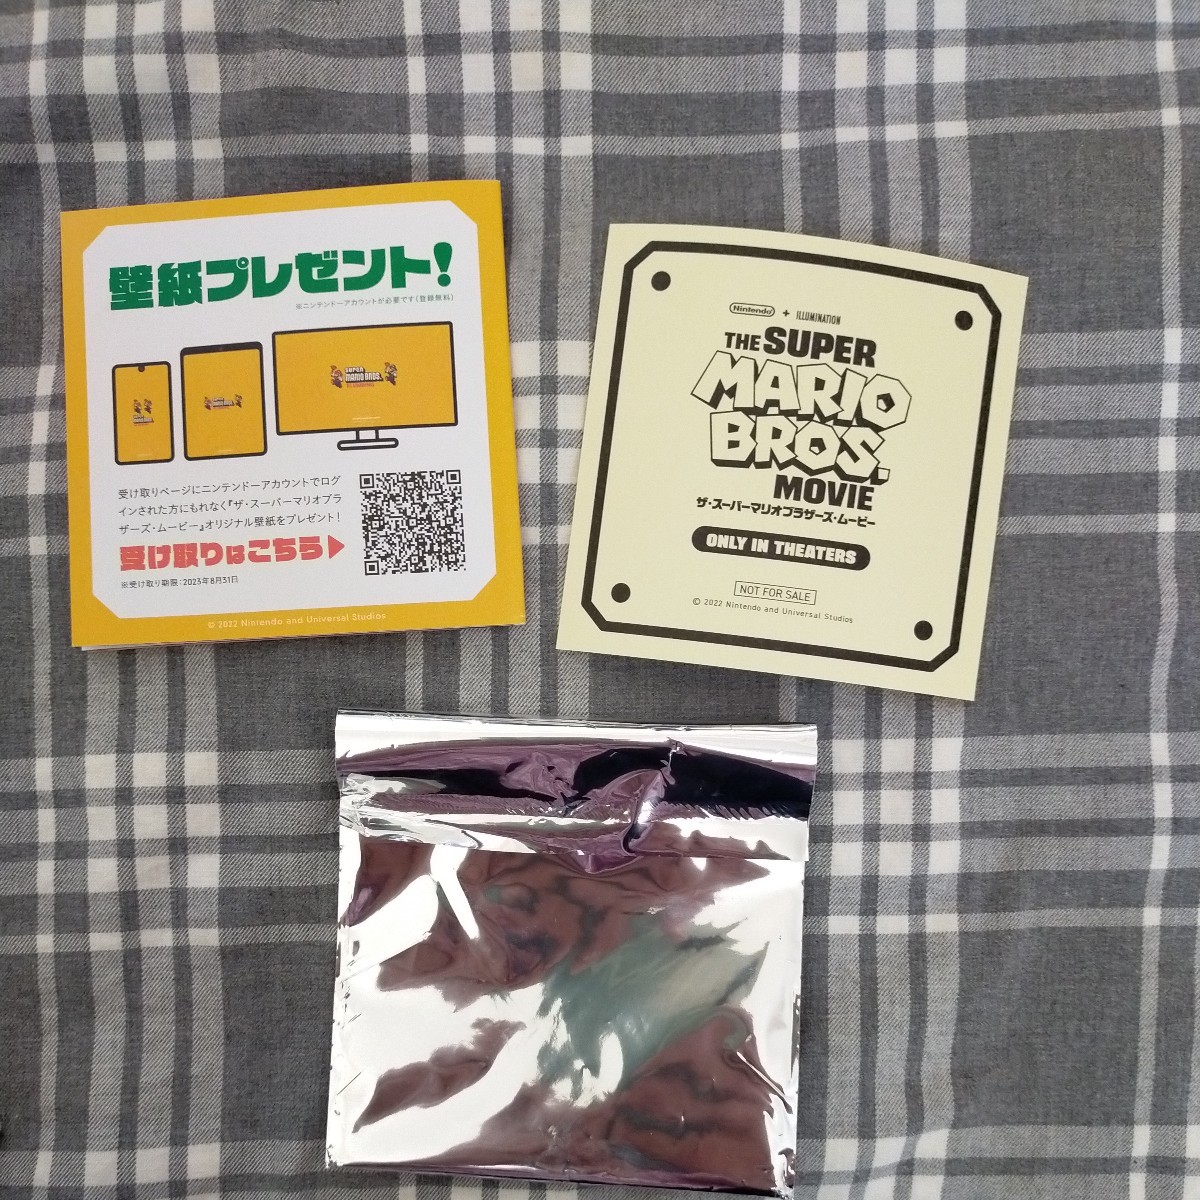 壁紙プレゼント!
※ニンテンドーアカウントが必要です(登録無料)
SUPER
MARIO BROS.
受け取りページにニンテンドーアカウントでログ
インされた方にもれなく『ザ・スーパーマリオブラ
ザーズ・ムービー』オリジナル壁紙をプレゼント!
受け取りはこちら▶
※受け取り期限:2023年8月31日
© 2022 Nintendo and Universal Studios
Nintendo + ILLUMINATION
THE SUPER
MARIO
BROS.
MOVIE
ザ・スーパーマリオブラザーズ・ムービー
ONLY IN THEATERS
NOT FOR SALE
© 2022 Nintendo and Universal Studios